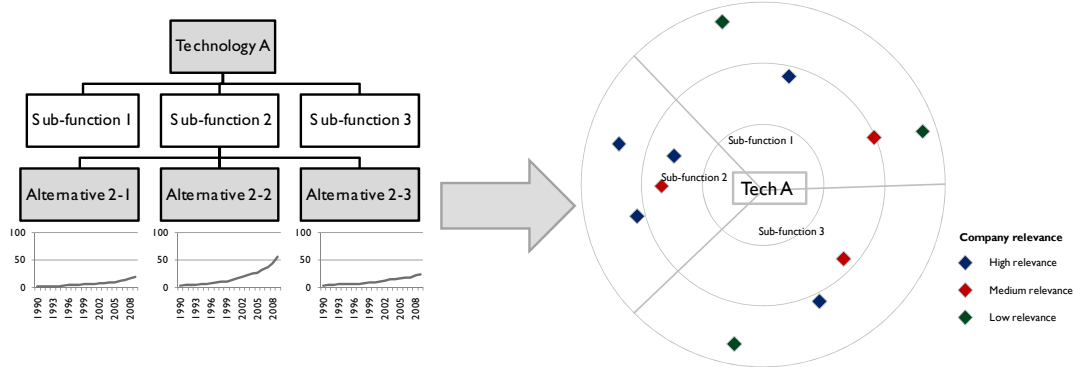 Technology A
Sub-function 1
Sub-function 2
Sub-function 3
Alternative 2-1
Alternative 2-2
Alternative 2-3
100
50
0
1990
1993
1996
1999
2002
2005
2008
100
50
0
1990
1993
1996
1999
2002
2005
2008
100
50
0
1990
1993
1996
1999
2002
2005
2008
Sub-function 1
Sub-function 2
Tech A
Sub-function 3
Company relevance
High relevance
Medium relevance
Low relevance